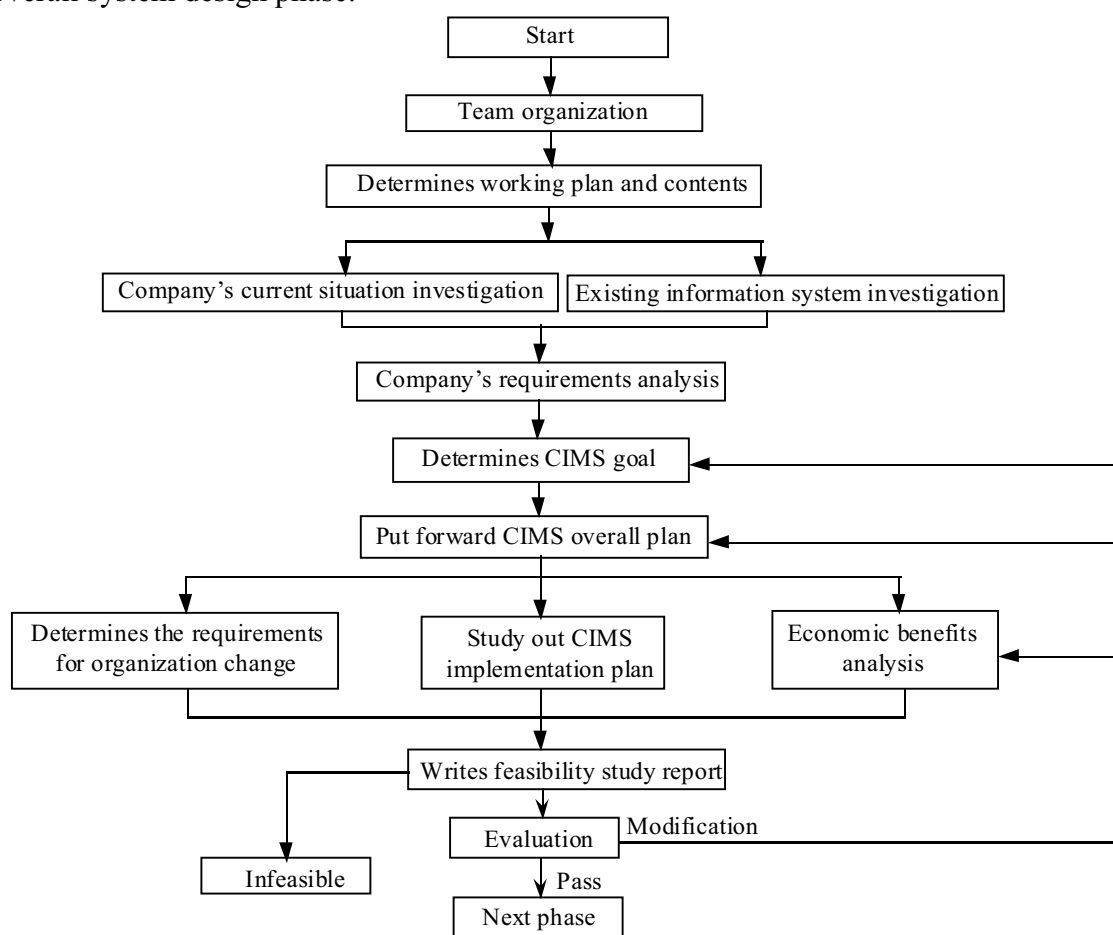 overall system design phase.
Start
Team organization
Determines working plan and contents
Company’s current situation investigation
Existing information system investigation
Company’s requirements analysis
Determines CIMS goal
Put forward CIMS overall plan
Determines the requirements
for organization change
Study out CIMS
implementation plan
Economic benefits
analysis
Writes feasibility study report
Evaluation
Modification
Infeasible
Pass
Next phase